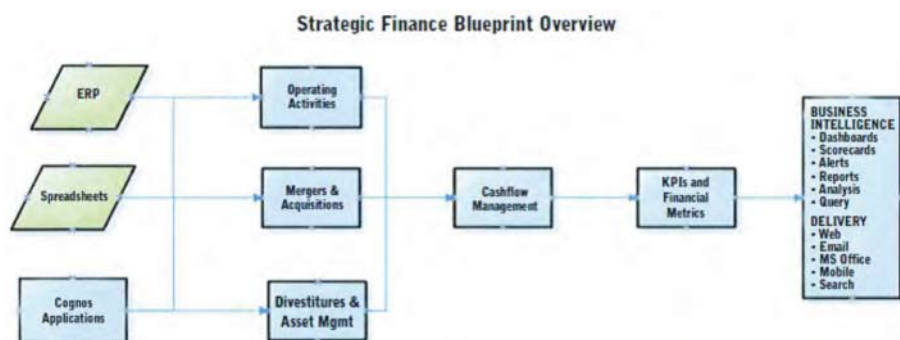 Strategic Finance Blueprint Overview
ERP
Spreadsheets
Cognos
Applications
Operating
Activities
Mergers &
Acquisitions
Divestitures &
Asset Mgmt
Cashflow
Management
KPIs and
Financial
Metrics
BUSINESS
INTELLIGENCE
- Dashboards
- Scorecards
- Alerts
- Reports
- Analysis
- Query
DELIVERY
- Web
- Email
- MS Office
- Mobile
- Search